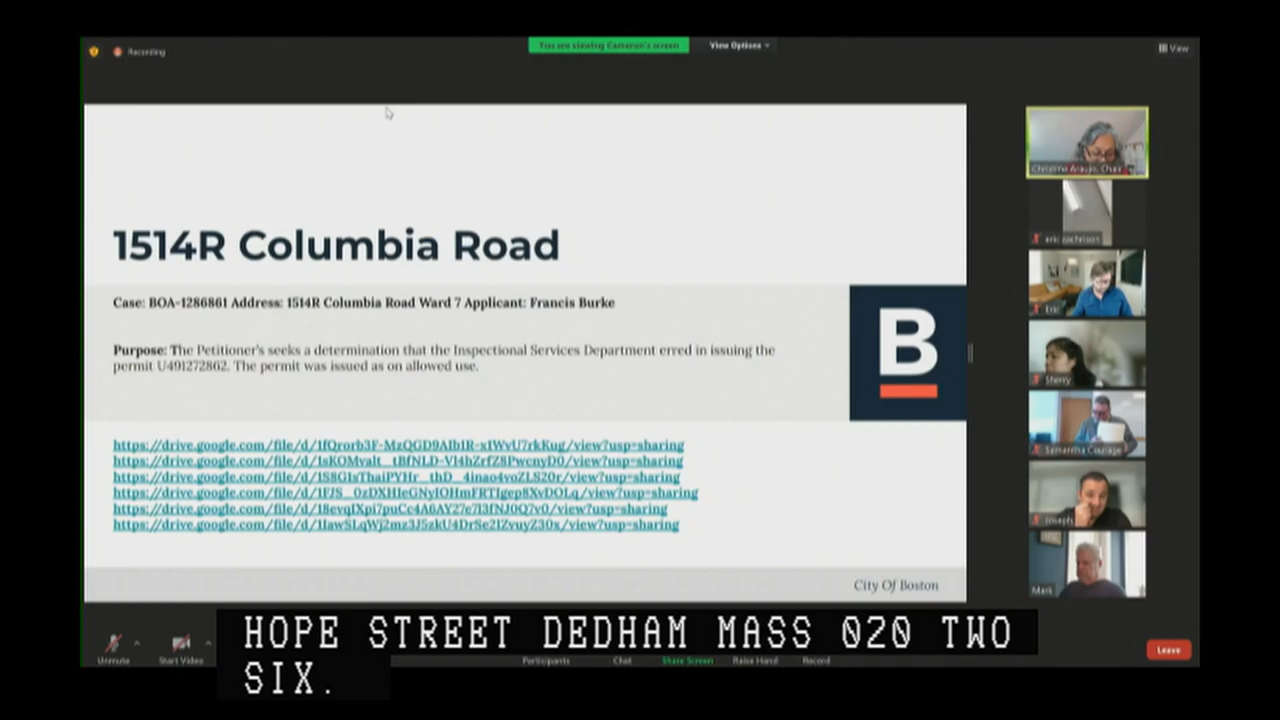 Recording
You are viewing Cameron's screen
View Options
View
1514R Columbia Road
Case: BOA-1286861 Address: 1514R Columbia Road Ward 7 Applicant: Francis Burke
Purpose: The Petitioner's seeks a determination that the Inspectional Services Department erred in issuing the
permit U491272862. The permit was issued as on allowed use.
B
City Of Boston
Christine Araujo, Chair
eric zachrison
Eric
Sherry
Joseph
Mark
Unmute
Start Video
Participants
Chat
Share Screen
Raise Hand
Record
Leave
HOPE STREET DEDHAM MASS 020 TWO
SIX.